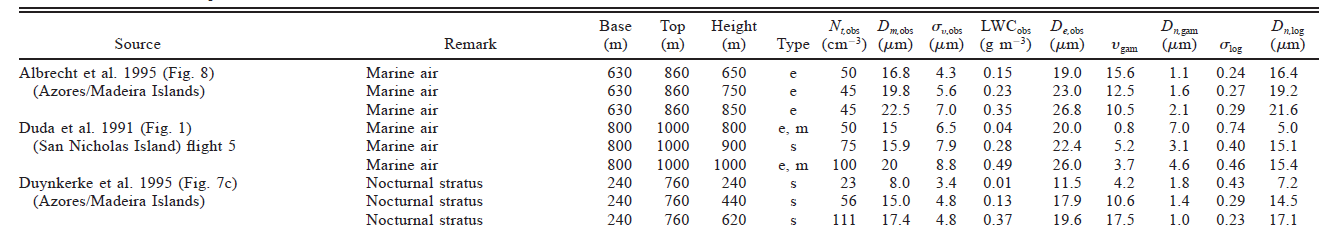 Base Top Height N_t,obs D_m,obs σ_υ,obs LWC_obs D_e,obs D_n,gam D_n,log
Source Remark (m) (m) (m) Type (cm−3) (μm) (μm) (g m−3) (μm) υ_gam (μm) σ_log (μm)
Albrecht et al. 1995 (Fig. 8) Marine air 630 860 650 e 50 16.8 4.3 0.15 19.0 15.6 1.1 0.24 16.4
(Azores/Madeira Islands) Marine air 630 860 750 e 45 19.8 5.6 0.23 23.0 12.5 1.6 0.27 19.2
Marine air 630 860 850 e 45 22.5 7.0 0.35 26.8 10.5 2.1 0.29 21.6
Duda et al. 1991 (Fig. 1) Marine air 800 1000 800 e, m 50 15 6.5 0.04 20.0 0.8 7.0 0.74 5.0
(San Nicholas Island) flight 5 Marine air 800 1000 900 s 75 15.9 7.9 0.28 22.4 5.2 3.1 0.40 15.1
Marine air 800 1000 1000 e, m 100 20 8.8 0.49 26.0 3.7 4.6 0.46 15.4
Duynkerke et al. 1995 (Fig. 7c) Nocturnal stratus 240 760 240 s 23 8.0 3.4 0.01 11.5 4.2 1.8 0.43 7.2
(Azores/Madeira Islands) Nocturnal stratus 240 760 440 s 56 15.0 4.8 0.13 17.9 10.6 1.4 0.29 14.5
Nocturnal stratus 240 760 620 s 111 17.4 4.8 0.37 19.6 17.5 1.0 0.23 17.1